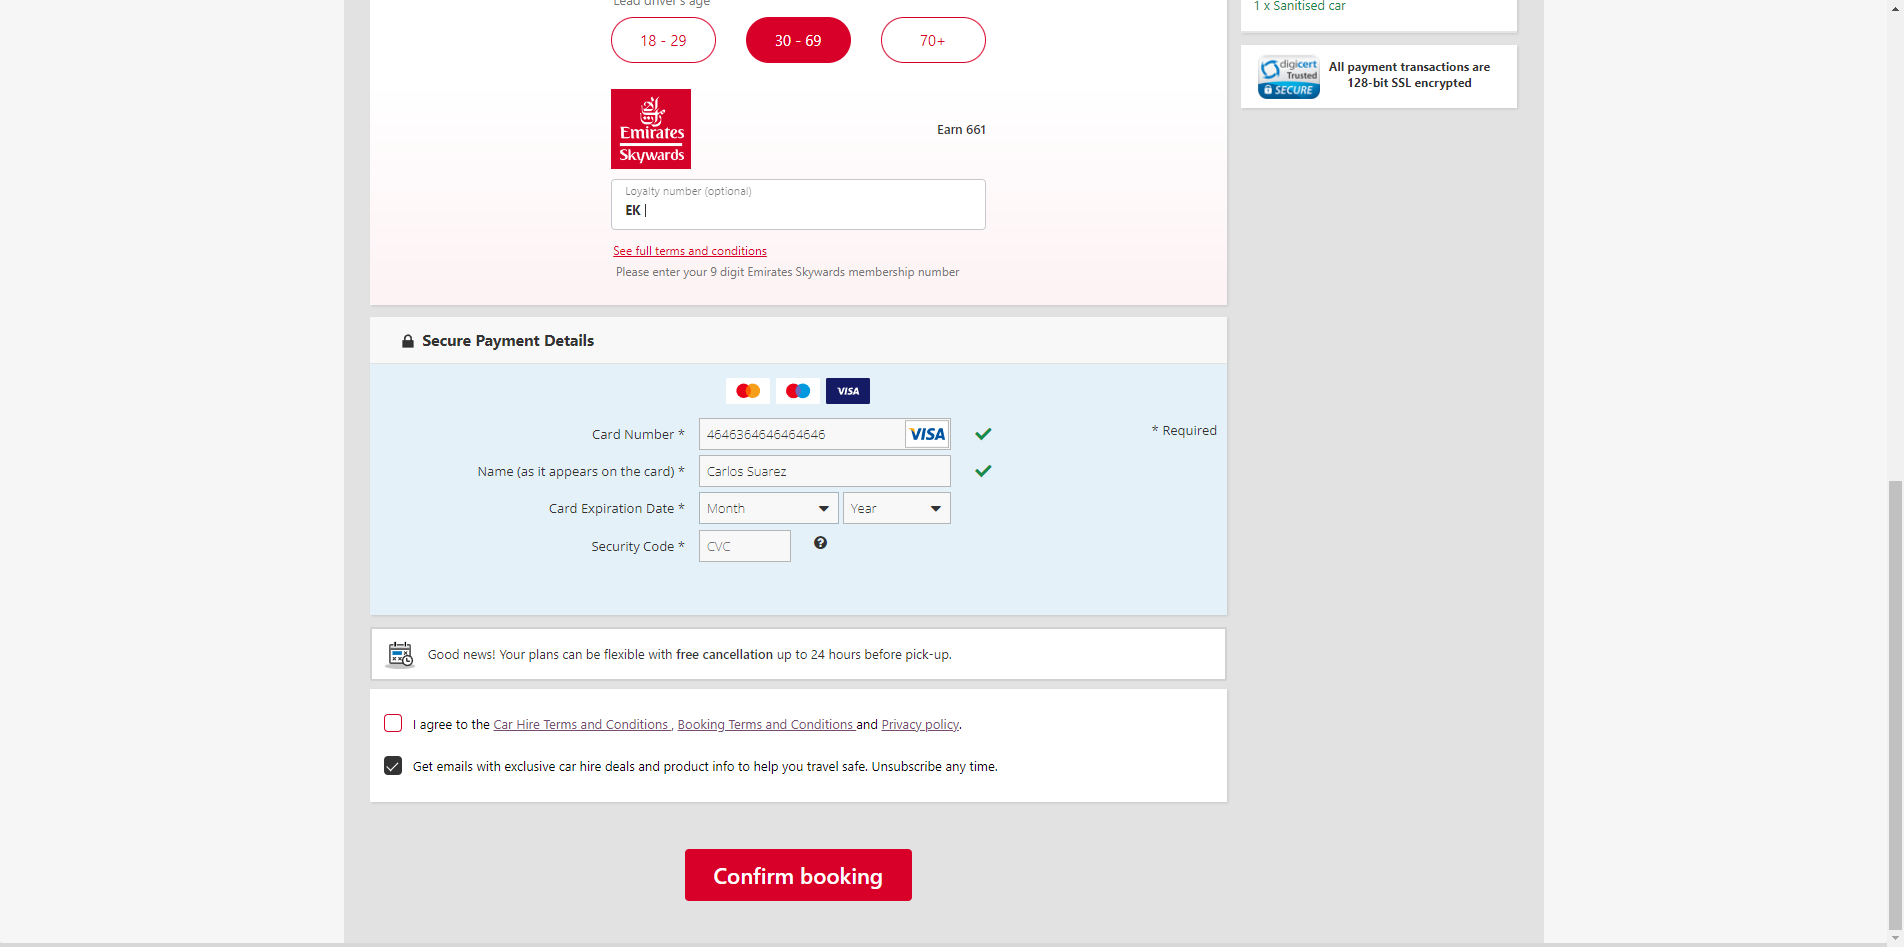 Lead driver's age
18 - 29
30 - 69
70+
Emirates
Skywards
Earn 661
Loyalty number (optional)
EK
See full terms and conditions
Please enter your 9 digit Emirates Skywards membership number
Secure Payment Details
VISA
Card Number *
4646364646464646
VISA
* Required
Name (as it appears on the card) *
Carlos Suarez
Card Expiration Date *
Month
Year
Security Code *
CVC
?
Good news! Your plans can be flexible with free cancellation up to 24 hours before pick-up.
I agree to the Car Hire Terms and Conditions , Booking Terms and Conditions and Privacy policy.
Get emails with exclusive car hire deals and product info to help you travel safe. Unsubscribe any time.
Confirm booking
1 x Sanitised car
digicert
Trusted
SECURE
All payment transactions are
128-bit SSL encrypted